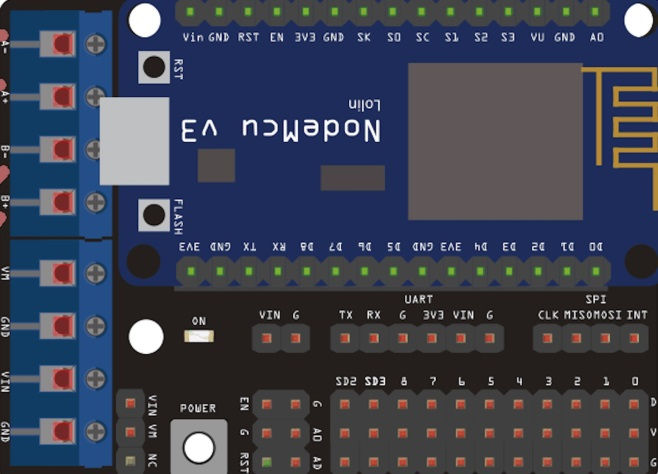 Vin GND RST EN 3V3 GND SK SO SC S1 S2 S3 VU GND AO
A-
A+
B-
B+
VM
GND
VIN
GND
RST
Lolin
NodeMcu v3
FLASH
3V3 GND TX RX D8 D7 D6 D5 GND 3V3 D4 D3 D2 D1 D0
UART
SPI
ON
VIN G
TX RX G 3V3 VIN G
CLK MISO MOSI INT
SD2 SD3 8 7 6 5 4 3 2 1 0
VIN
VM
NC
POWER
EN
G
RST
G
AO
AD
D
V
G